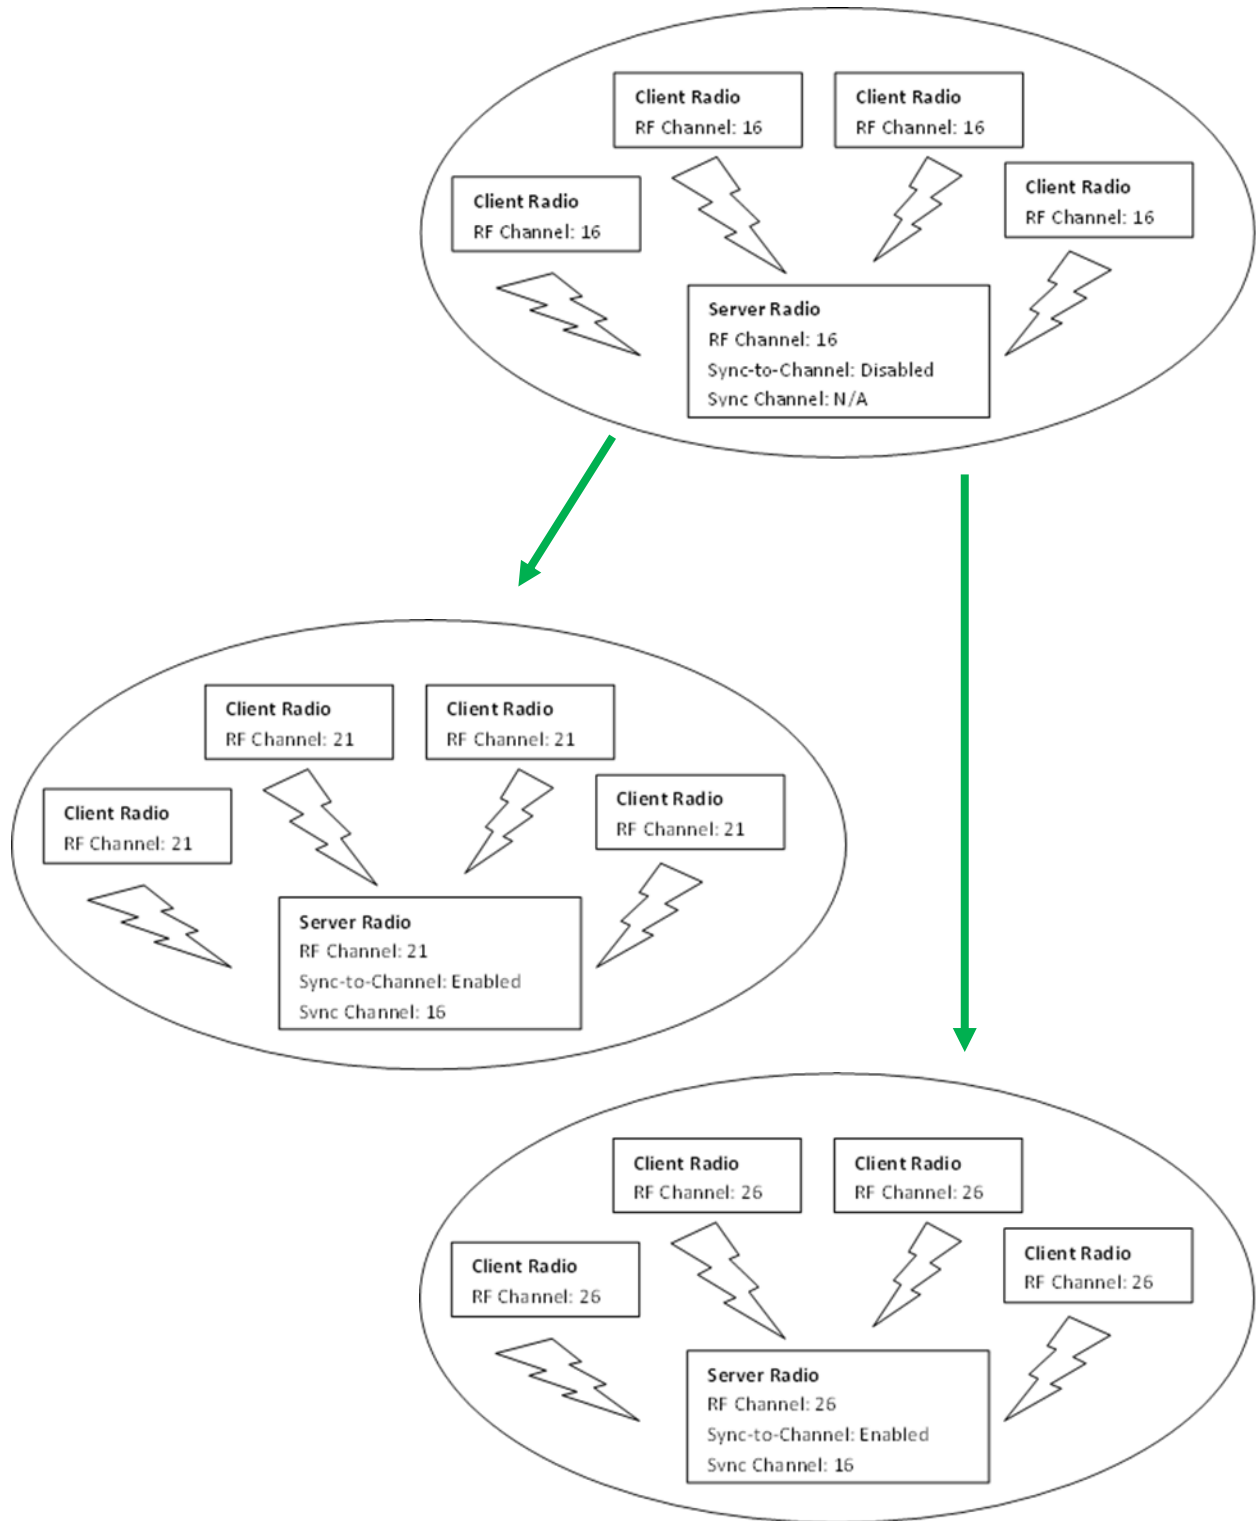 Client Radio
RF Channel: 16
Client Radio
RF Channel: 16
Client Radio
RF Channel: 16
Client Radio
RF Channel: 16
Server Radio
RF Channel: 16
Sync-to-Channel: Disabled
Sync Channel: N/A
Client Radio
RF Channel: 21
Client Radio
RF Channel: 21
Client Radio
RF Channel: 21
Client Radio
RF Channel: 21
Server Radio
RF Channel: 21
Sync-to-Channel: Enabled
Sync Channel: 16
Client Radio
RF Channel: 26
Client Radio
RF Channel: 26
Client Radio
RF Channel: 26
Client Radio
RF Channel: 26
Server Radio
RF Channel: 26
Sync-to-Channel: Enabled
Sync Channel: 16